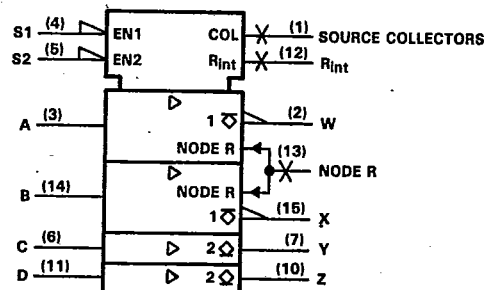 S1 (4) EN1 COL (1) SOURCE COLLECTORS
S2 (5) EN2 Rint (12) Rint
A (3) 1 (2) W
NODE R (13)
NODE R
B (14) NODE R
1 (15) X
C (6) 2 (7) Y
D (11) 2 (10) Z